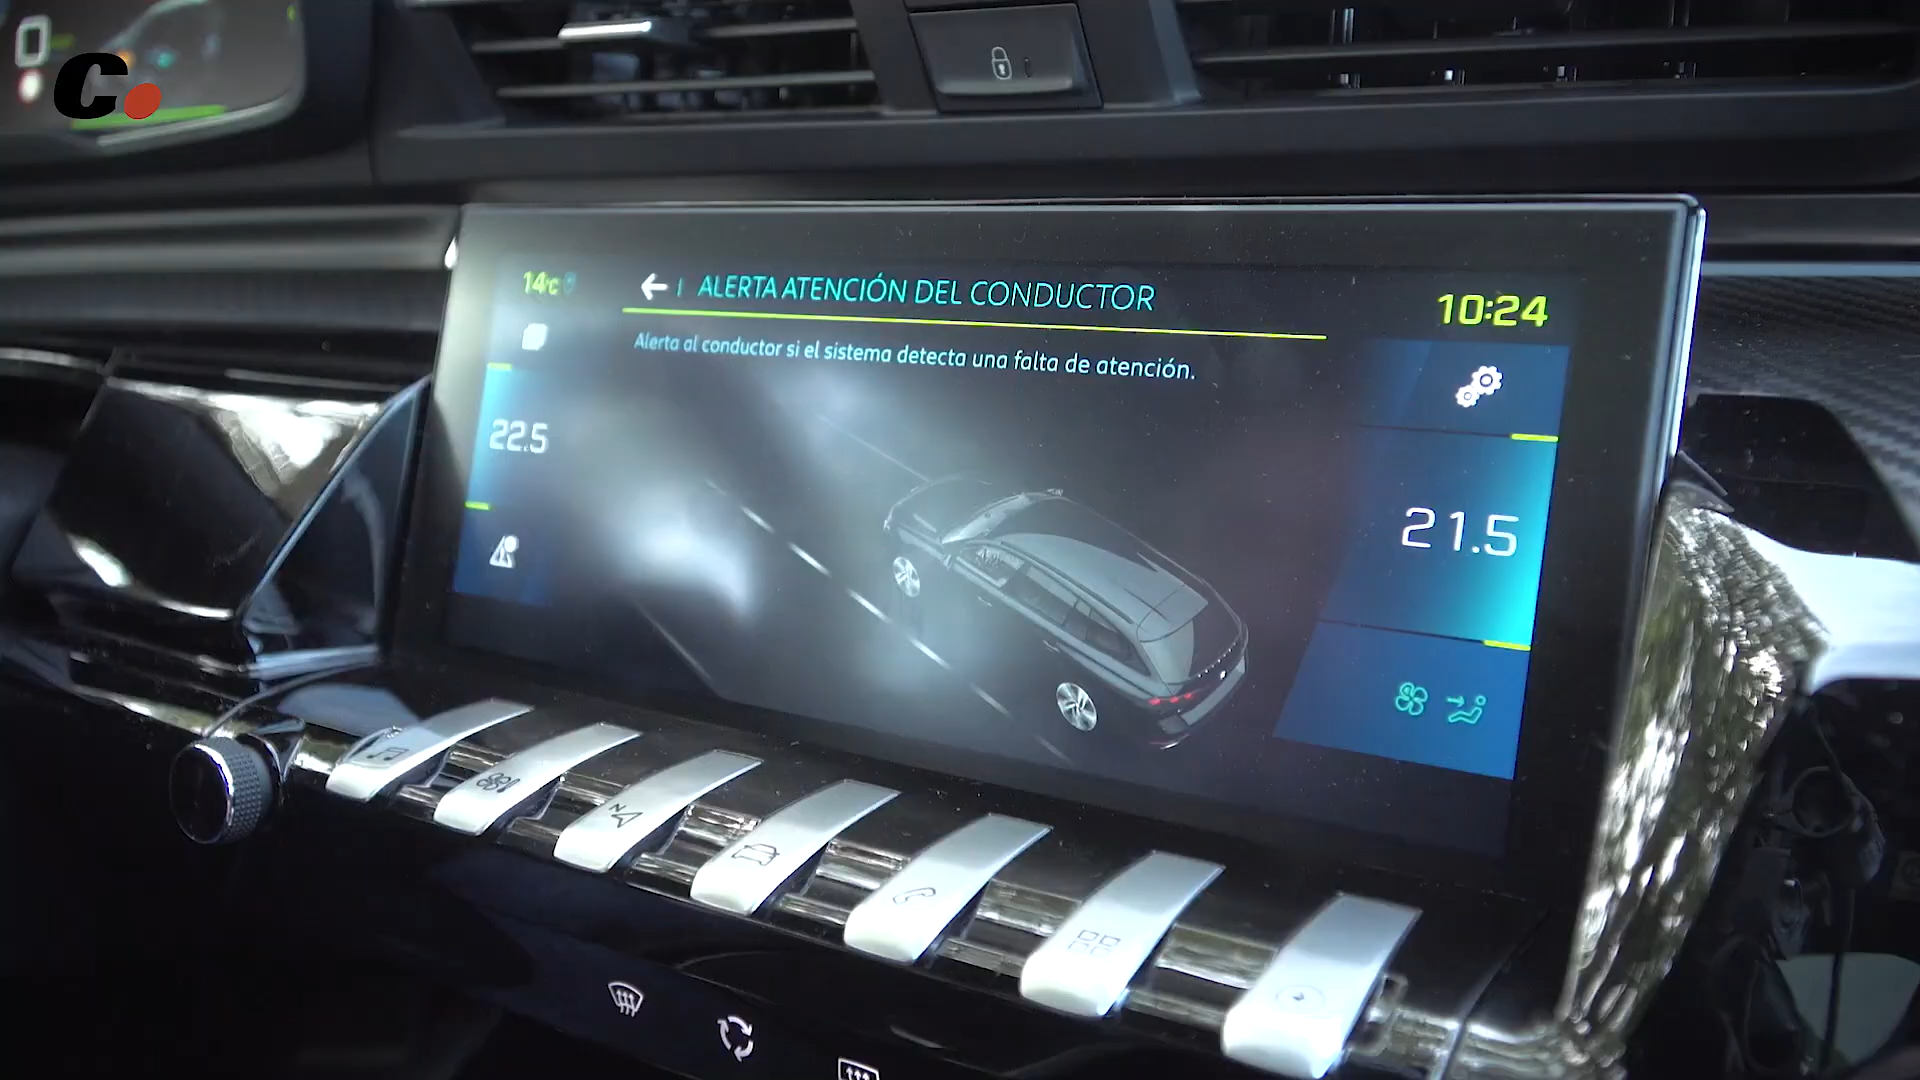 C.
14°C
ALERTA ATENCIÓN DEL CONDUCTOR
10:24
Alerta al conductor si el sistema detecta una falta de atención.
22.5
21.5
N